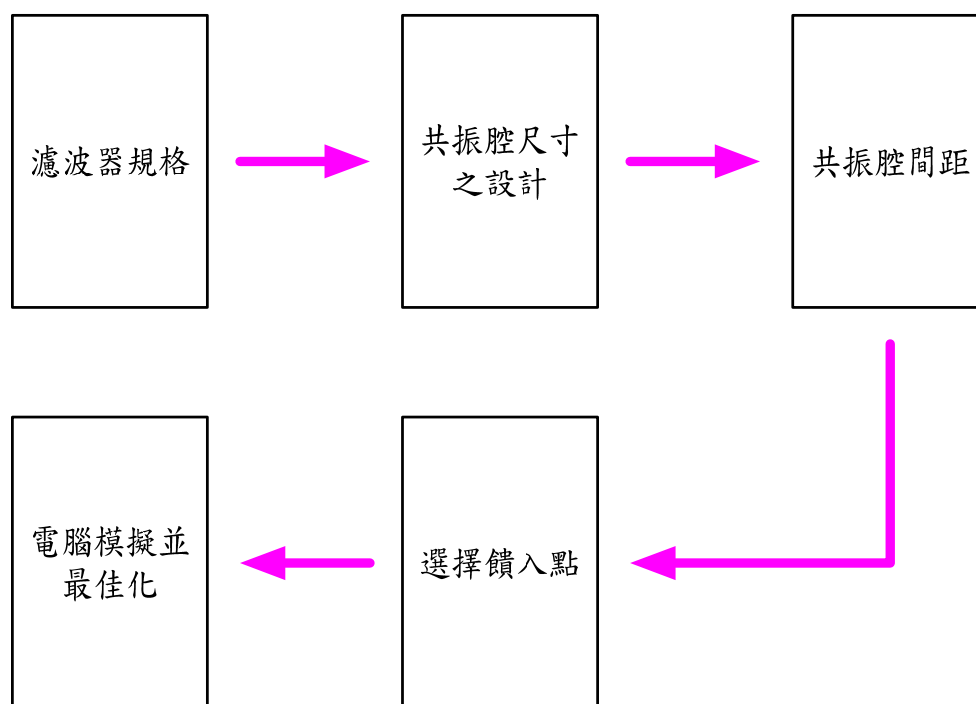 濾波器規格
共振腔尺寸
之設計
共振腔間距
選擇饋入點
電腦模擬並
最佳化